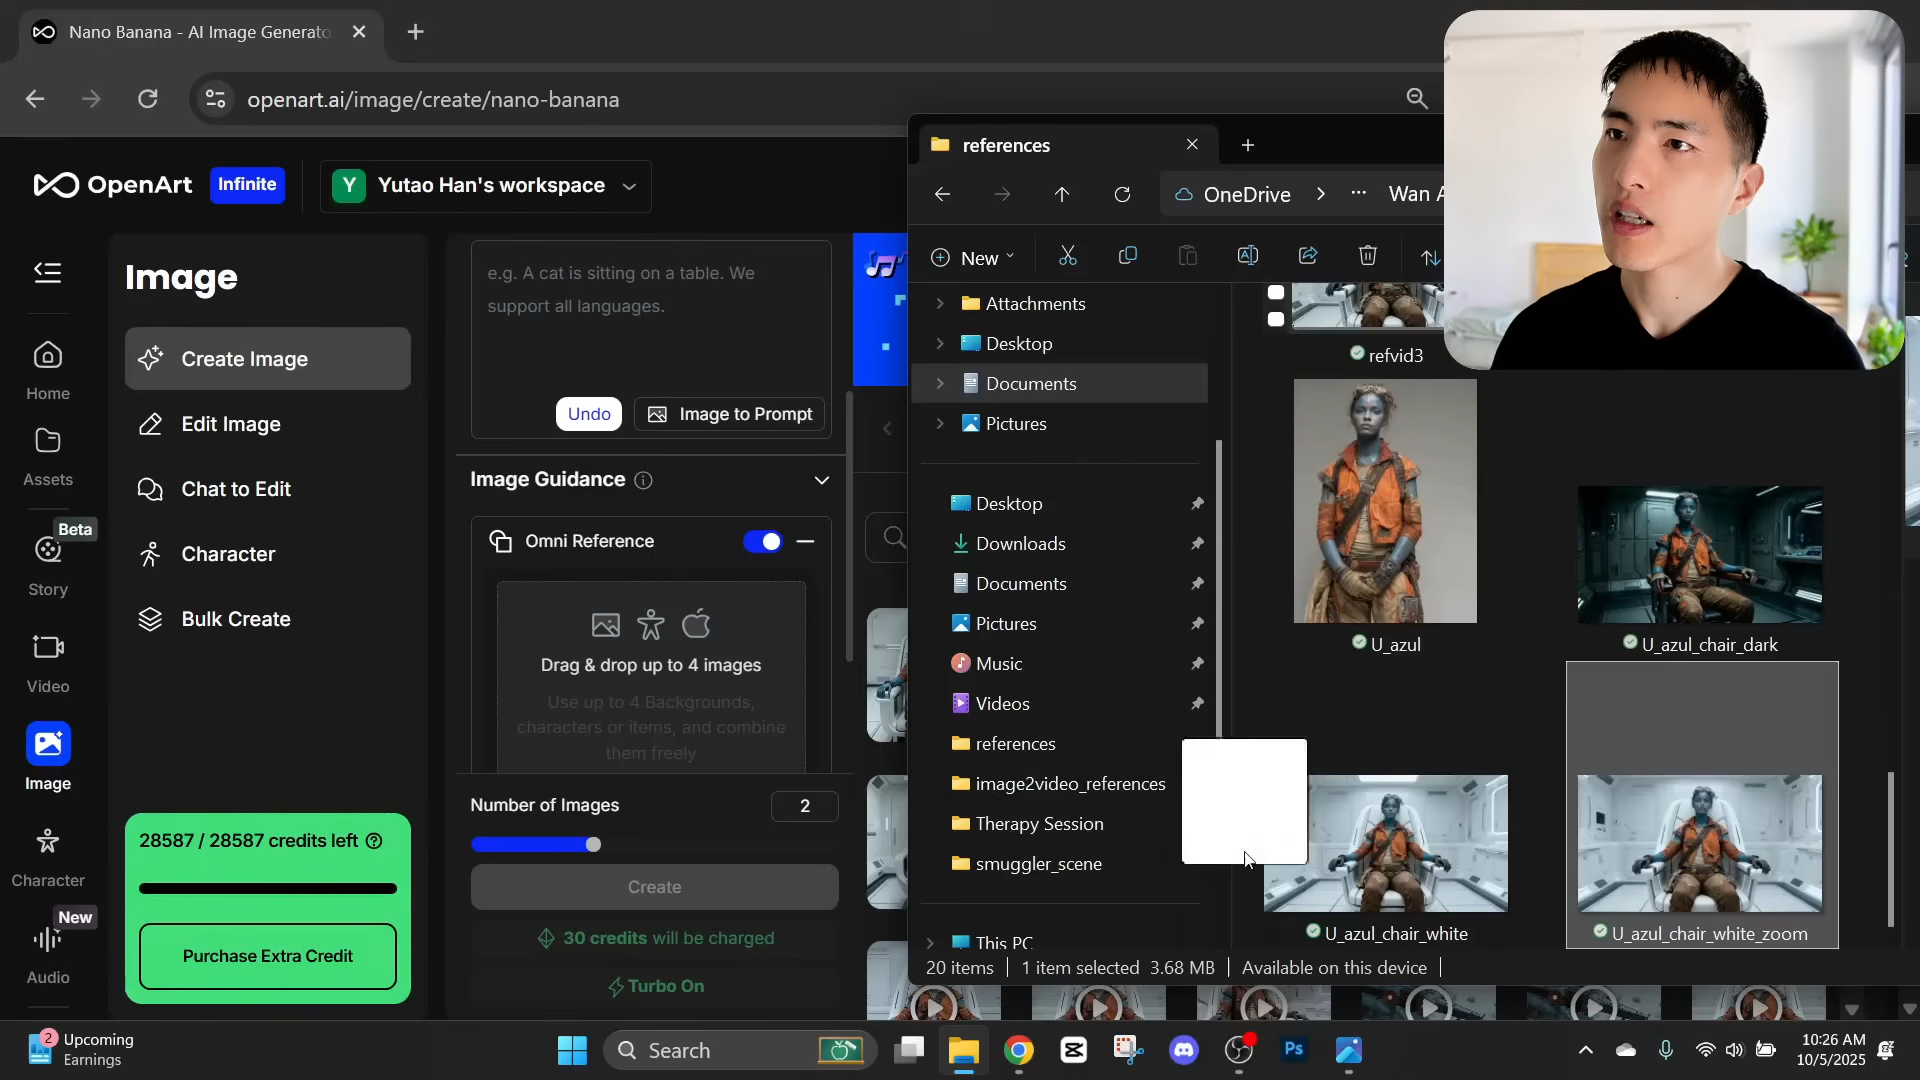 Nano Banana - AI Image Generato
openart.ai/image/create/nano-banana
OpenArt
Infinite
Y
Yutao Han's workspace
Home
Assets
Beta
Story
Video
Image
Character
New
Audio
Image
Create Image
Edit Image
Chat to Edit
Character
Bulk Create
28587 / 28587 credits left
Purchase Extra Credit
e.g. A cat is sitting on a table. We
support all languages.
Undo
Image to Prompt
Image Guidance
Omni Reference
Drag & drop up to 4 images
Use up to 4 Backgrounds,
characters or items, and combine
them freely
Number of Images
2
Create
30 credits will be charged
Turbo On
references
OneDrive
Wan A
New
Attachments
Desktop
Documents
Pictures
Desktop
Downloads
Documents
Pictures
Music
Videos
references
image2video_references
Therapy Session
smuggler_scene
This PC
refvid3
U_azul
U_azul_chair_dark
U_azul_chair_white
U_azul_chair_white_zoom
20 items
1 item selected 3.68 MB
Available on this device
2
Upcoming
Earnings
Search
Ps
10:26 AM
10/5/2025